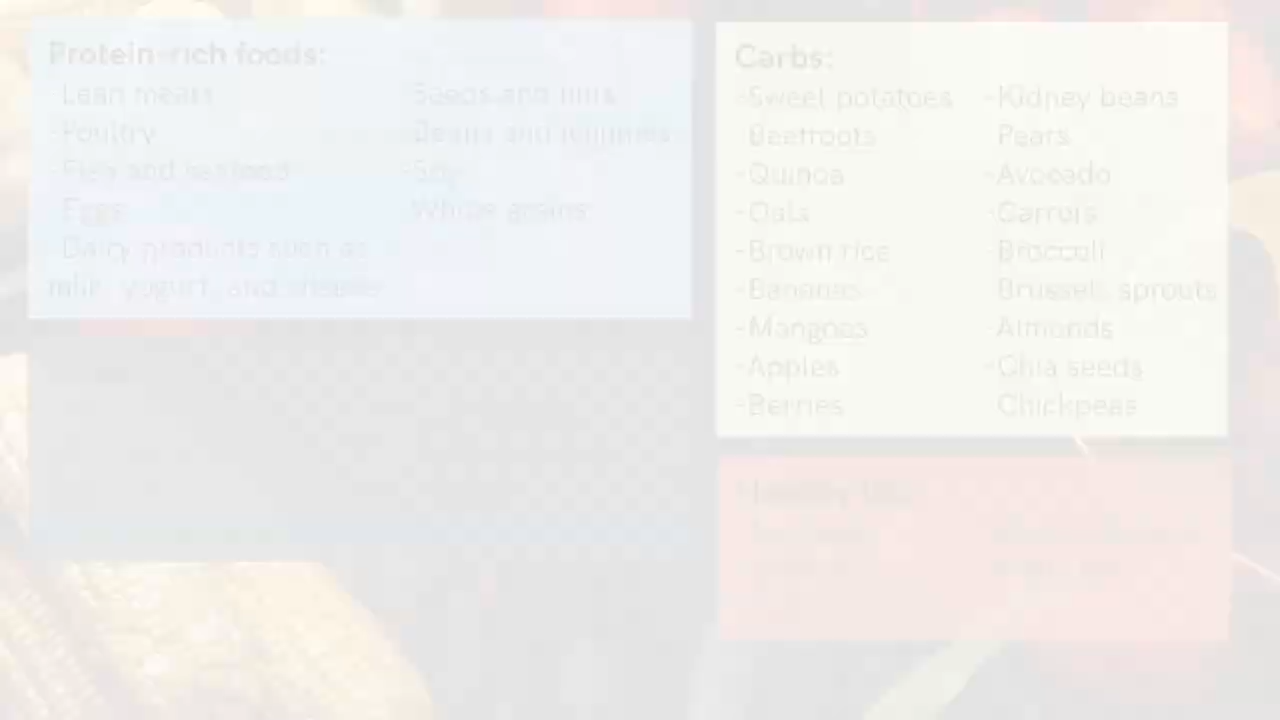 Protein-rich foods:
-Lean meats
-Poultry
-Fish and seafood
-Eggs
-Dairy products such as
milk, yogurt, and cheese
-Seeds and nuts
-Beans and legumes
-Soy
-Whole grains
Carbs:
-Sweet potatoes
-Beetroots
-Quinoa
-Oats
-Brown rice
-Bananas
-Mangoes
-Apples
-Berries
-Kidney beans
-Pears
-Avocado
-Carrots
-Broccoli
-Brussels sprouts
-Almonds
-Chia seeds
-Chickpeas